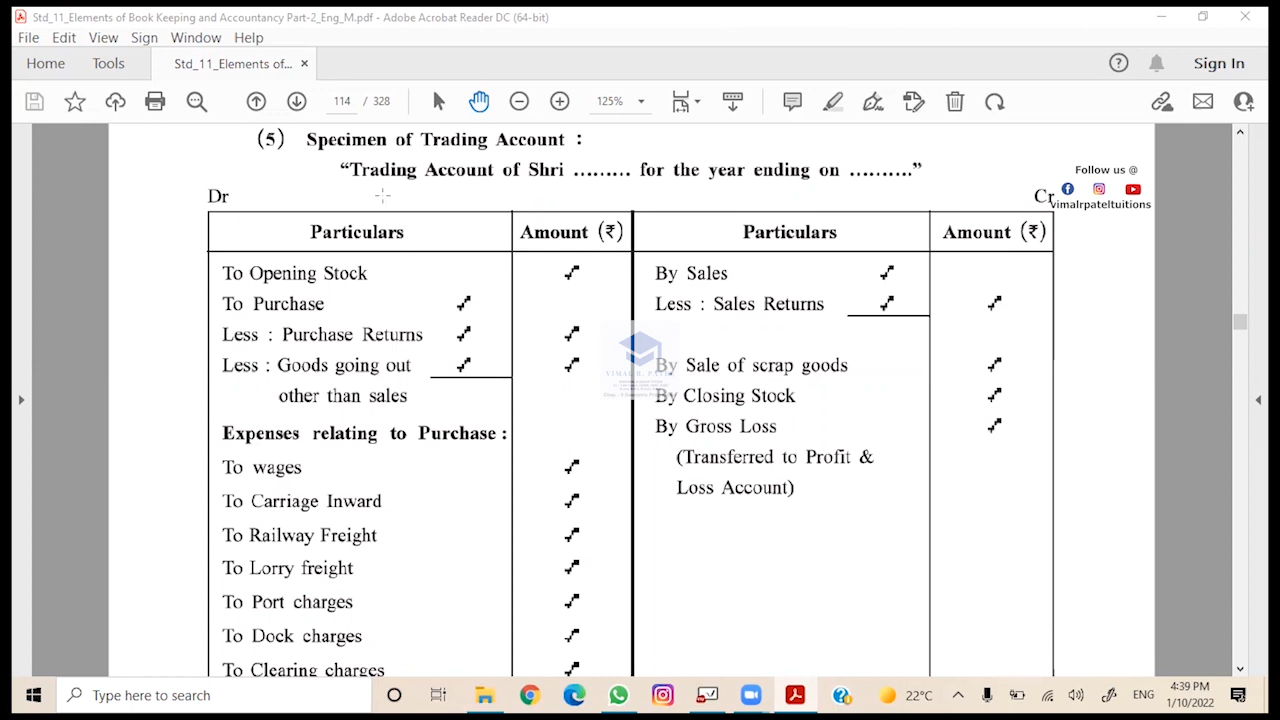 Std_11_Elements of Book Keeping and Accountancy Part-2_Eng_M.pdf - Adobe Acrobat Reader DC (64-bit)
File Edit View Sign Window Help
Home Tools Std_11_Elements of... × Sign In
114 / 328 125%
(5) Specimen of Trading Account :
“Trading Account of Shri ......... for the year ending on ..........”
Follow us @
vimalrpateltuitions
Dr Cr
Particulars Amount (₹) Particulars Amount (₹)
To Opening Stock By Sales
To Purchase Less : Sales Returns
Less : Purchase Returns
Less : Goods going out By Sale of scrap goods
other than sales By Closing Stock
Expenses relating to Purchase : By Gross Loss
To wages (Transferred to Profit &
To Carriage Inward Loss Account)
To Railway Freight
To Lorry freight
To Port charges
To Dock charges
To Clearing charges
VIMAL R. PATEL
Type here to search 22°C ENG 4:39 PM
1/10/2022